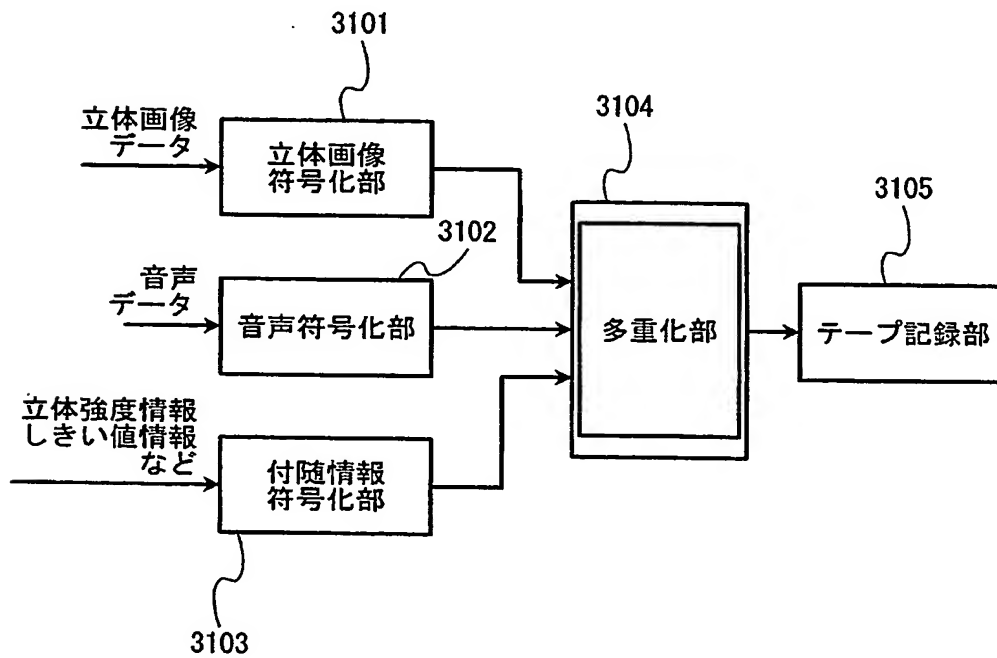 3101
立体画像
データ
立体画像
符号化部
3104
3105
3102
音声
データ
音声符号化部
多重化部
テープ記録部
立体強度情報
しきい値情報
など
付随情報
符号化部
3103